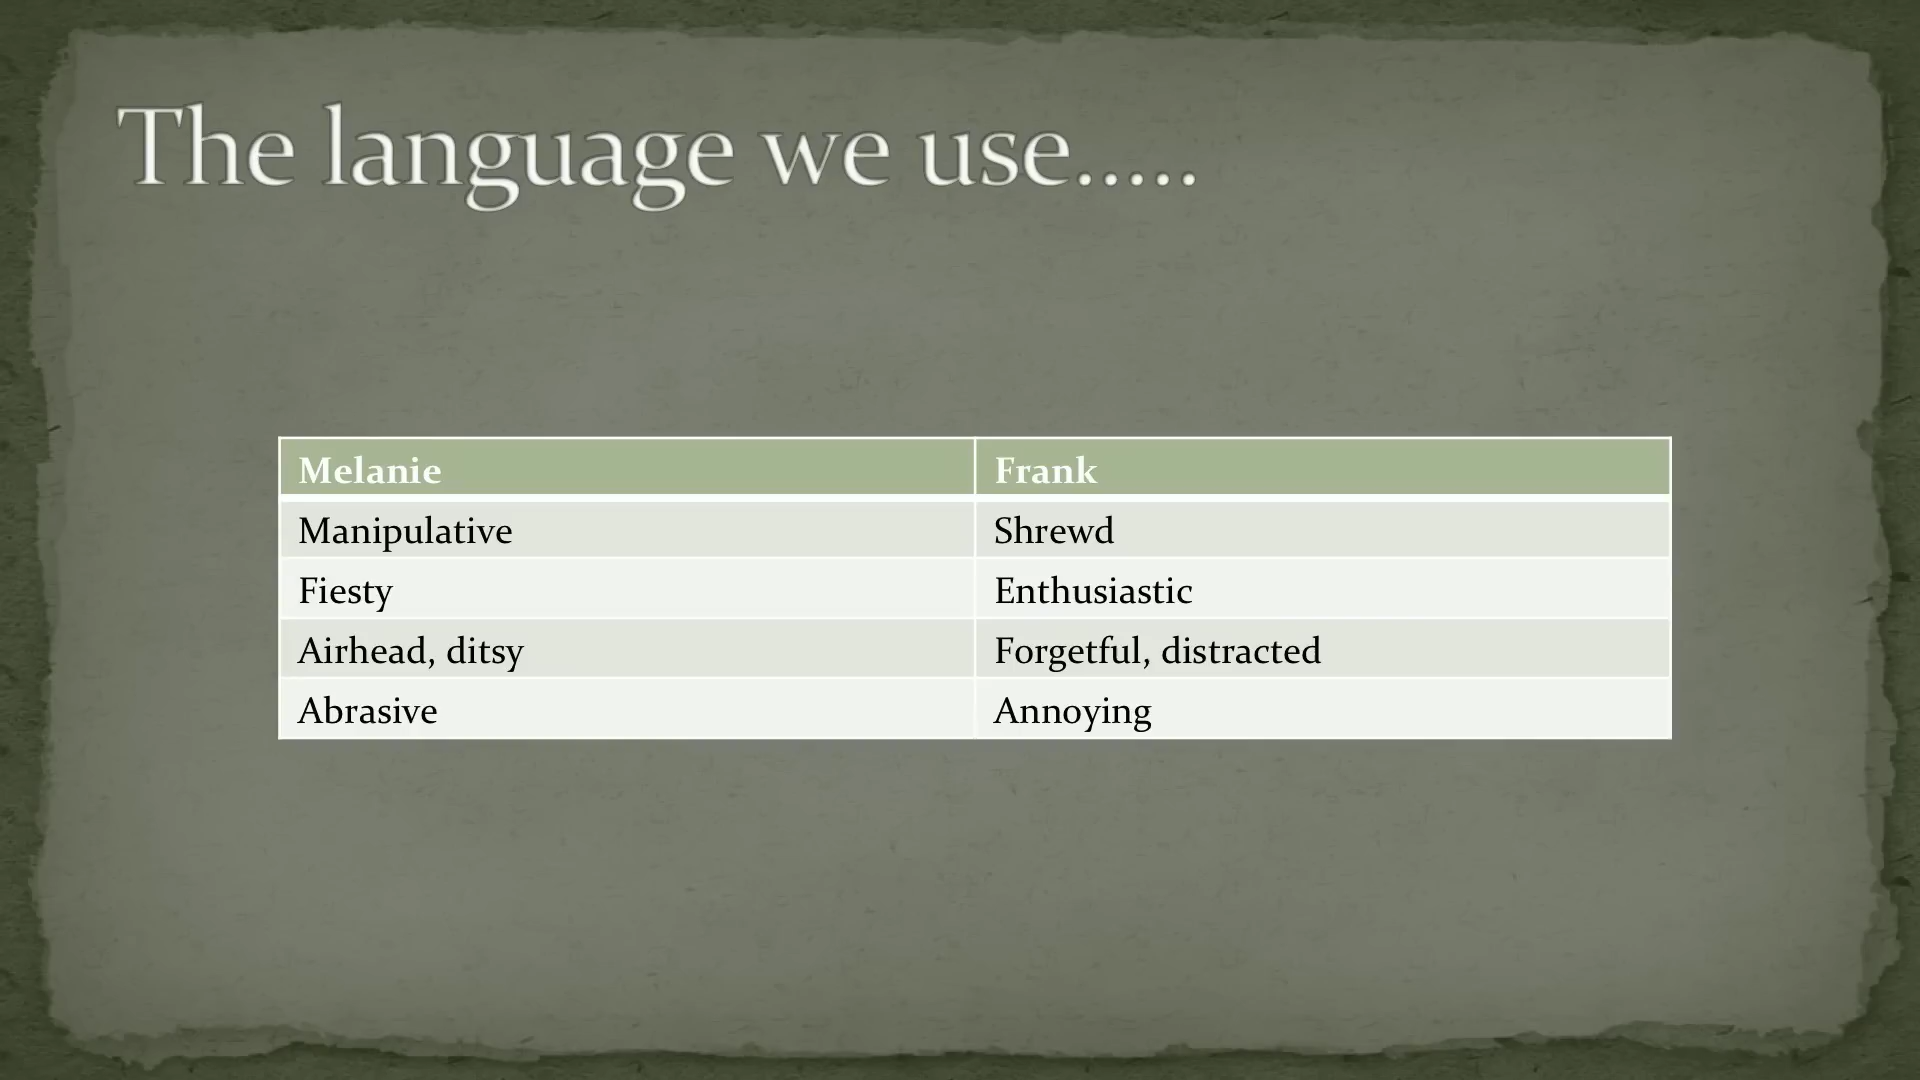 The language we use.....
Melanie Frank
Manipulative Shrewd
Fiesty Enthusiastic
Airhead, ditsy Forgetful, distracted
Abrasive Annoying